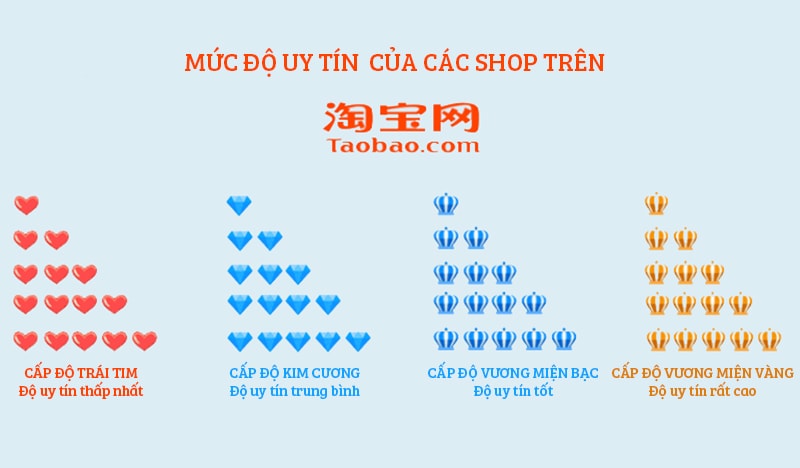 MỨC ĐỘ UY TÍN CỦA CÁC SHOP TRÊN
淘宝网
Taobao.com
CẤP ĐỘ TRÁI TIM
Độ uy tín thấp nhất
CẤP ĐỘ KIM CƯƠNG
Độ uy tín trung bình
CẤP ĐỘ VƯƠNG MIỆN BẠC
Độ uy tín tốt
CẤP ĐỘ VƯƠNG MIỆN VÀNG
Độ uy tín rất cao